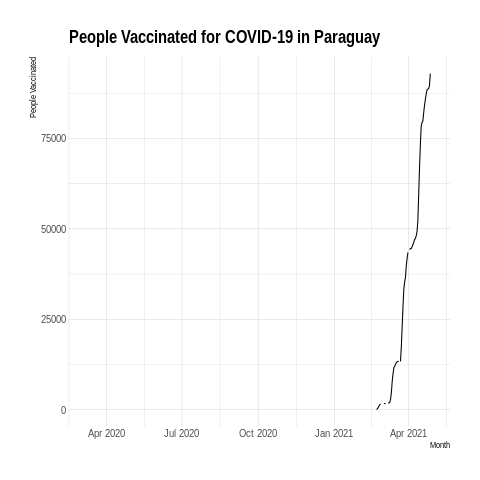 People Vaccinated for COVID-19 in Paraguay
People Vaccinated
75000
50000
25000
0
Apr 2020 Jul 2020 Oct 2020 Jan 2021 Apr 2021
Month